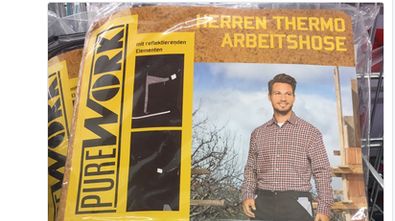 HERREN THERMO
ARBEITSHOSE
mit reflektierenden
Elementen
PUREWORK